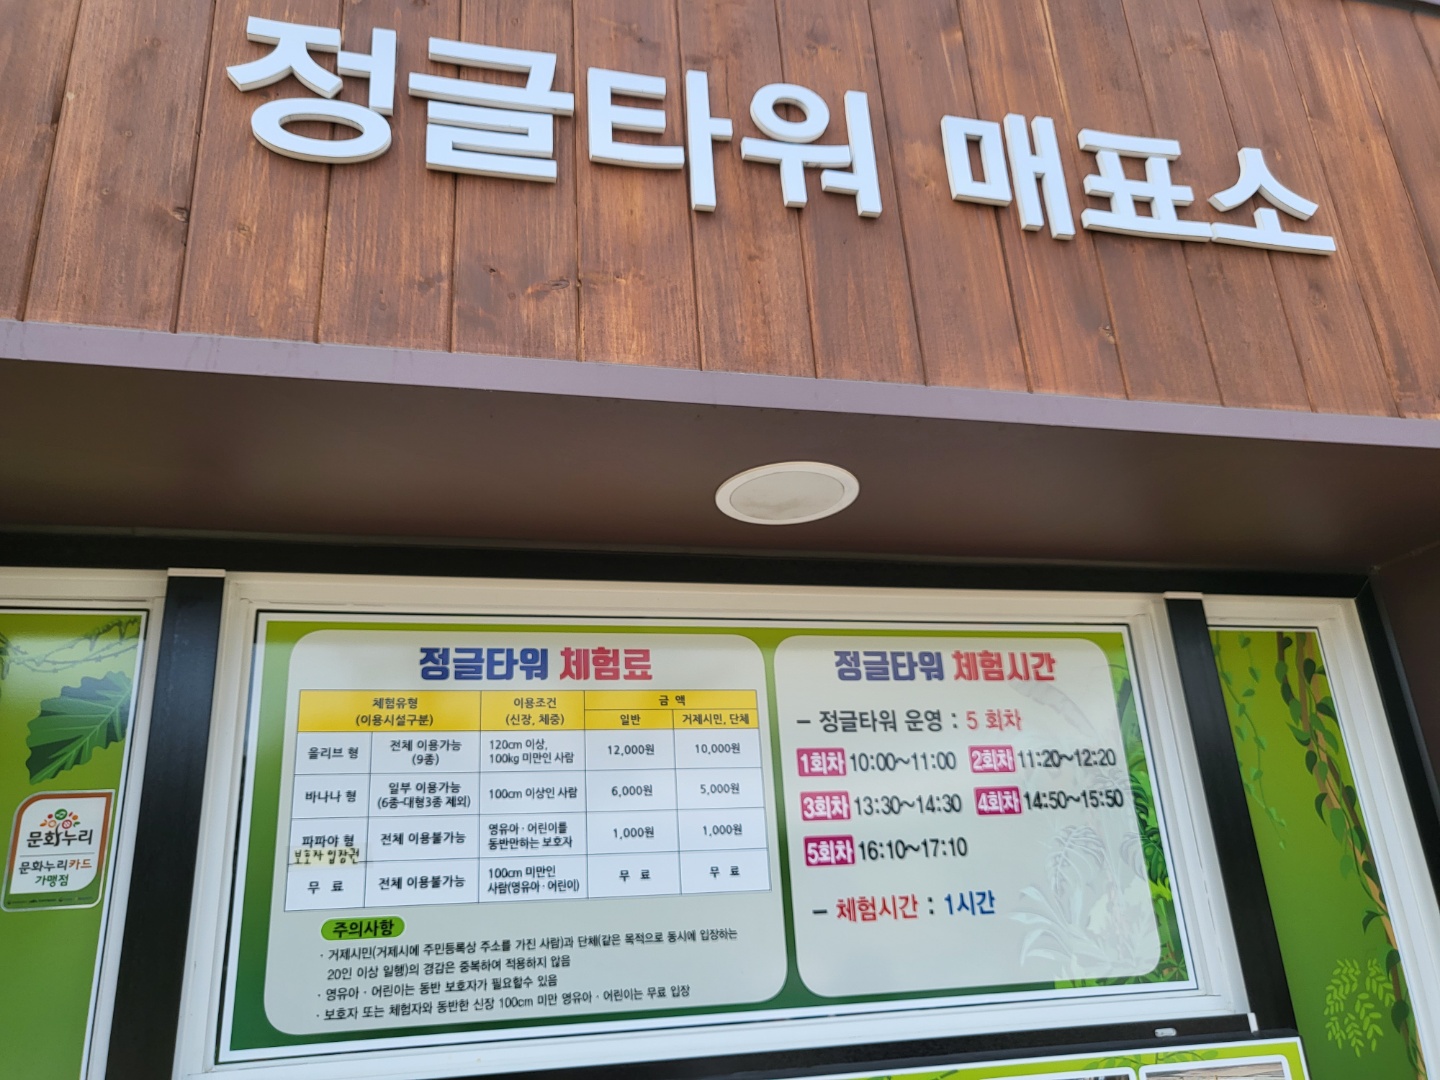 정글타워 매표소
정글타워 체험료
체험유형
(이용시설구분)
이용조건
(신장, 체중)
금 액
일반
거제시민, 단체
올리브 형
전체 이용가능
(9종)
120cm 이상,
100kg 미만인 사람
12,000원
10,000원
바나나 형
일부 이용가능
(6종-대형3종 제외)
100cm 이상인 사람
6,000원
5,000원
파파야 형
보호자 입장권
전체 이용불가능
영유아 · 어린이를
동반만하는 보호자
1,000원
1,000원
무 료
전체 이용불가능
100cm 미만인
사람(영유아 · 어린이)
무 료
무 료
주의사항
· 거제시민(거제시에 주민등록상 주소를 가진 사람)과 단체(같은 목적으로 동시에 입장하는
20인 이상 일행)의 경감은 중복하여 적용하지 않음
· 영유아 · 어린이는 동반 보호자가 필요할수 있음
· 보호자 또는 체험자와 동반한 신장 100cm 미만 영유아 · 어린이는 무료 입장
정글타워 체험시간
- 정글타워 운영 : 5 회차
1회차 10:00~11:00 2회차 11:20~12:20
3회차 13:30~14:30 4회차 14:50~15:50
5회차 16:10~17:10
- 체험시간 : 1시간
문화누리
문화누리카드
가맹점